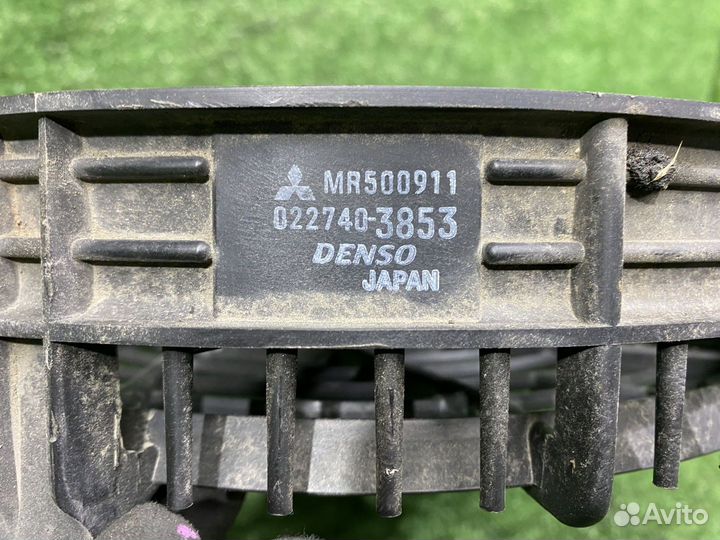 MR500911
022740-3853
DENSO
JAPAN
Avito